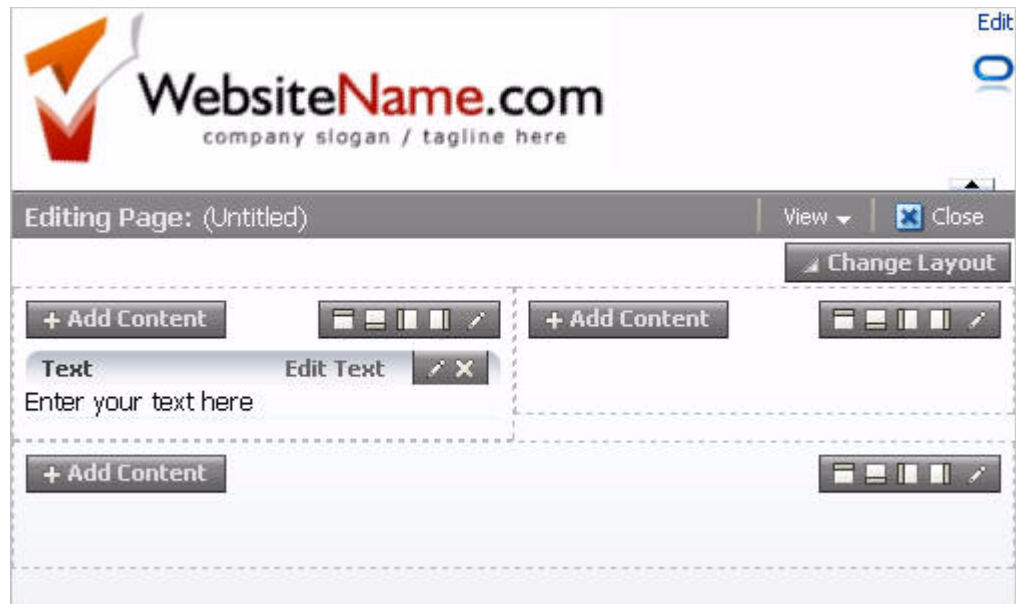 Edit
WebsiteName.com
company slogan / tagline here
Editing Page: (Untitled)
View
Close
Change Layout
+ Add Content
+ Add Content
Text
Edit Text
Enter your text here
+ Add Content